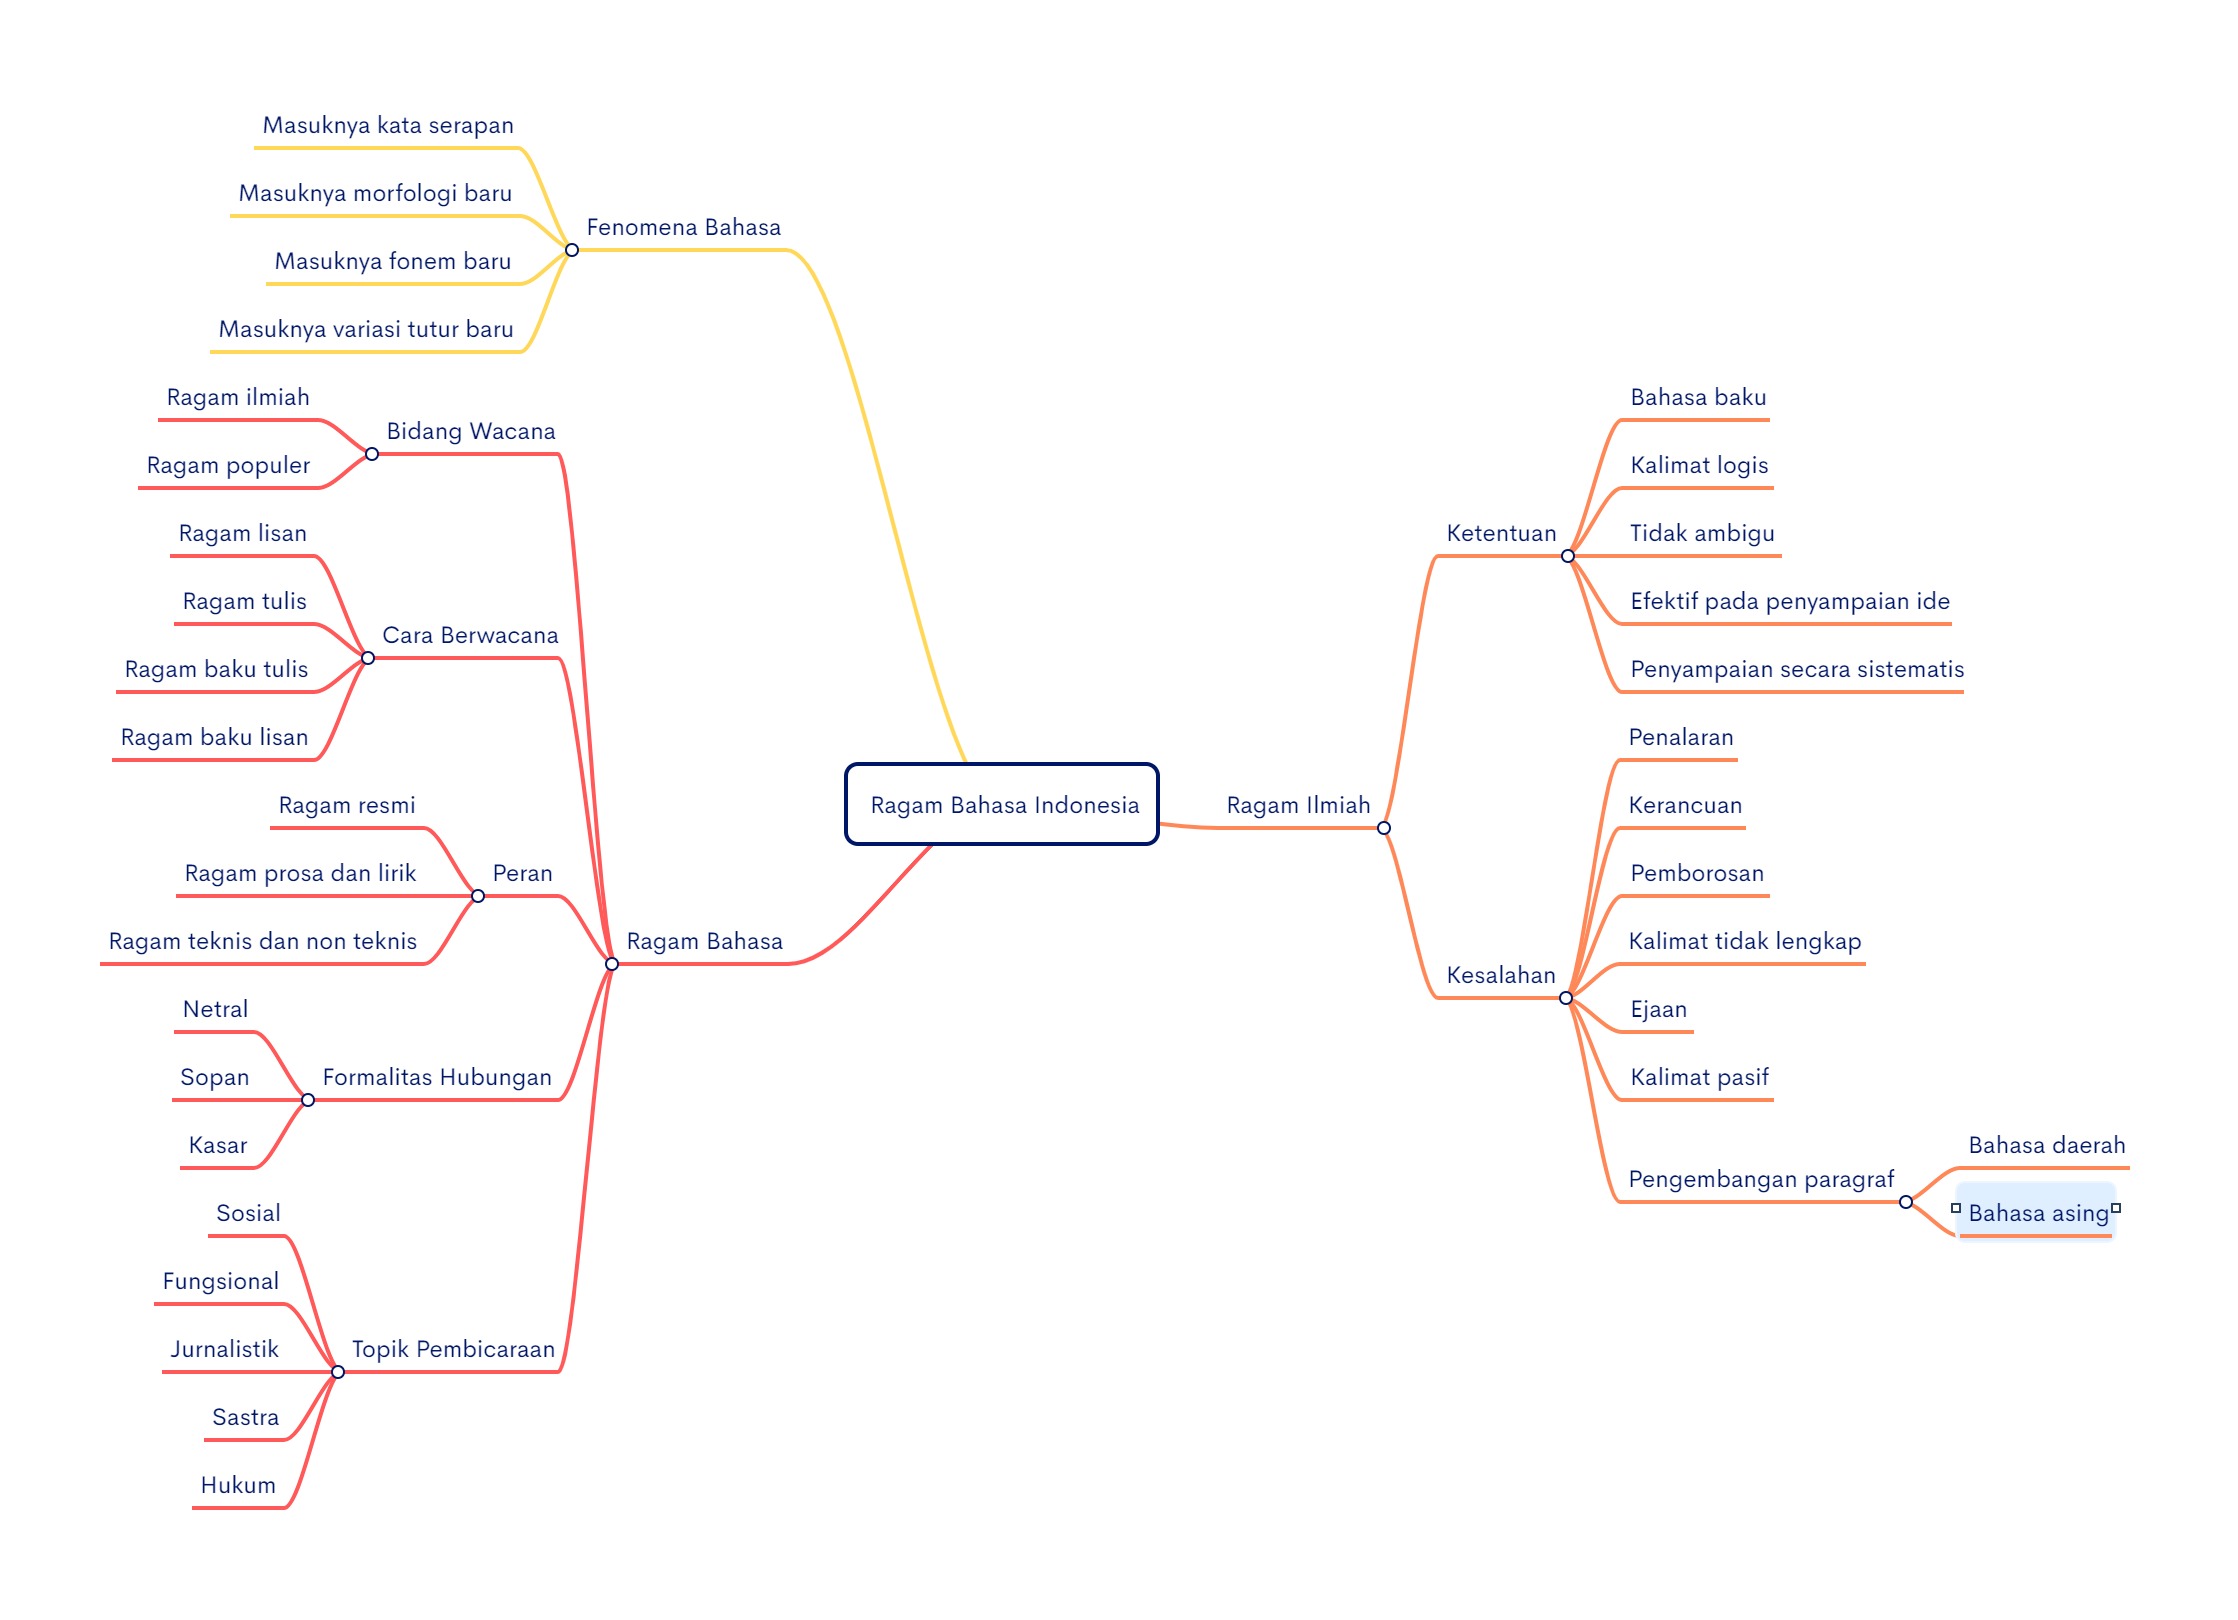 Ragam Bahasa Indonesia
Fenomena Bahasa
Masuknya kata serapan
Masuknya morfologi baru
Masuknya fonem baru
Masuknya variasi tutur baru
Ragam Bahasa
Bidang Wacana
Ragam ilmiah
Ragam populer
Cara Berwacana
Ragam lisan
Ragam tulis
Ragam baku tulis
Ragam baku lisan
Peran
Ragam resmi
Ragam prosa dan lirik
Ragam teknis dan non teknis
Formalitas Hubungan
Netral
Sopan
Kasar
Topik Pembicaraan
Sosial
Fungsional
Jurnalistik
Sastra
Hukum
Ragam Ilmiah
Ketentuan
Bahasa baku
Kalimat logis
Tidak ambigu
Efektif pada penyampaian ide
Penyampaian secara sistematis
Kesalahan
Penalaran
Kerancuan
Pemborosan
Kalimat tidak lengkap
Ejaan
Kalimat pasif
Pengembangan paragraf
Bahasa daerah
Bahasa asing